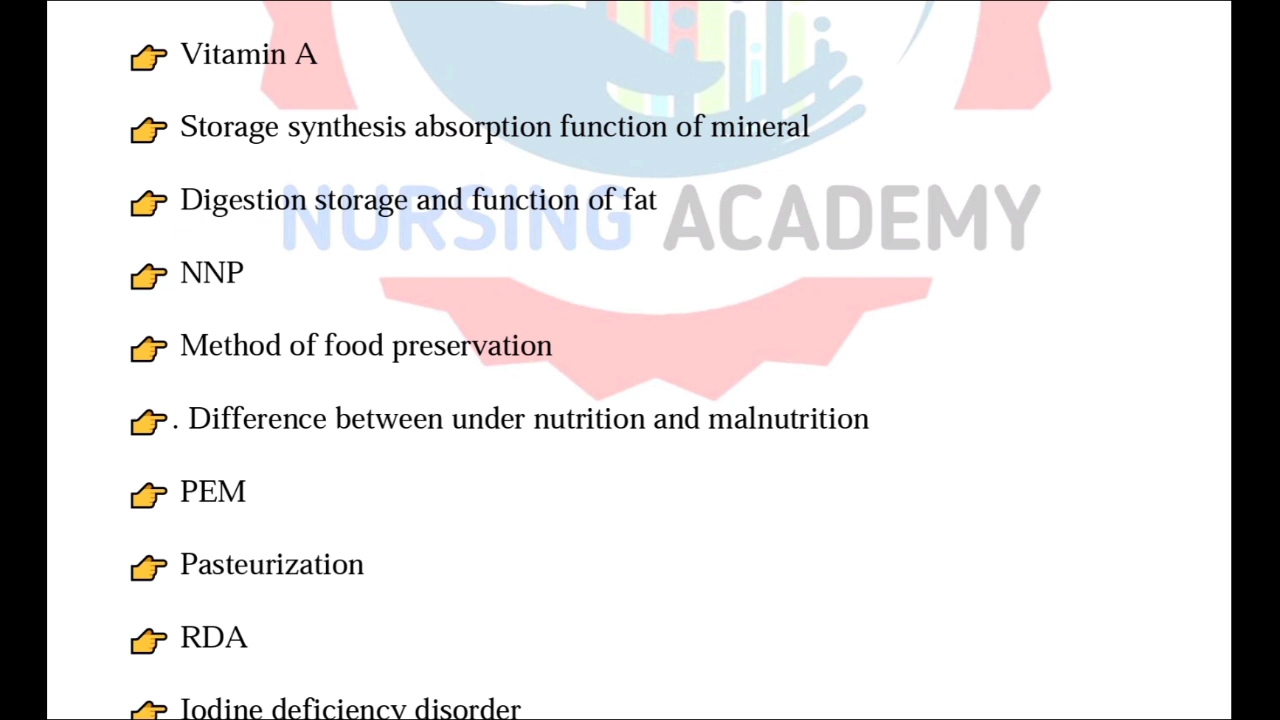 👉 Vitamin A
👉 Storage synthesis absorption function of mineral
👉 Digestion storage and function of fat
NURSING ACADEMY
👉 NNP
👉 Method of food preservation
👉. Difference between under nutrition and malnutrition
👉 PEM
👉 Pasteurization
👉 RDA
👉 Iodine deficiency disorder